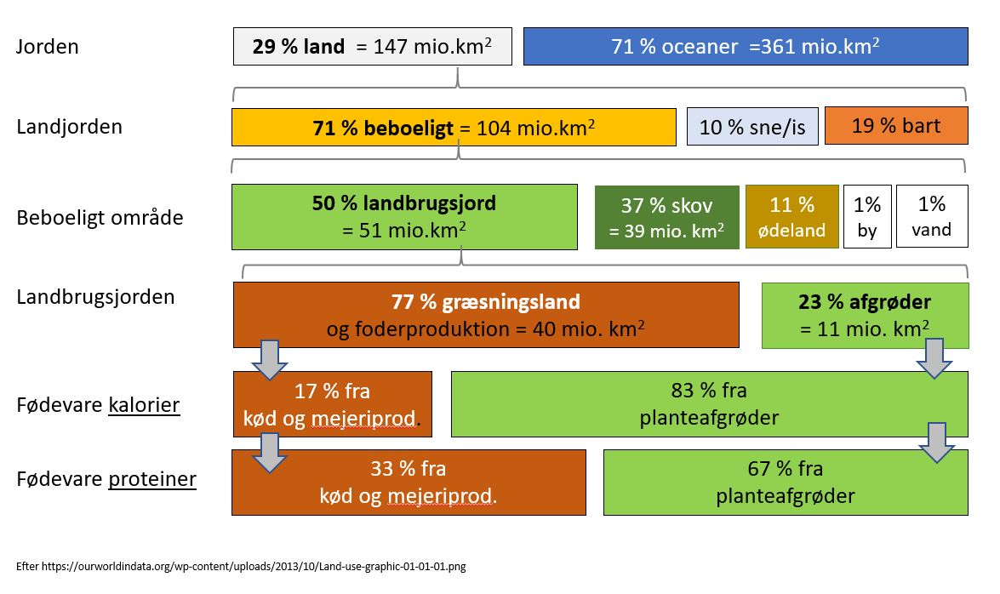 Jorden
29 % land = 147 mio.km²
71 % oceaner =361 mio.km²
Landjorden
71 % beboeligt = 104 mio.km²
10 % sne/is
19 % bart
Beboeligt område
50 % landbrugsjord
= 51 mio.km²
37 % skov
= 39 mio. km²
11 %
ødeland
1%
by
1%
vand
Landbrugsjorden
77 % græsningsland
og foderproduktion = 40 mio. km²
23 % afgrøder
= 11 mio. km²
Fødevare kalorier
17 % fra
kød og mejeriprod.
83 % fra
planteafgrøder
Fødevare proteiner
33 % fra
kød og mejeriprod.
67 % fra
planteafgrøder
Efter https://ourworldindata.org/wp-content/uploads/2013/10/Land-use-graphic-01-01-01.png